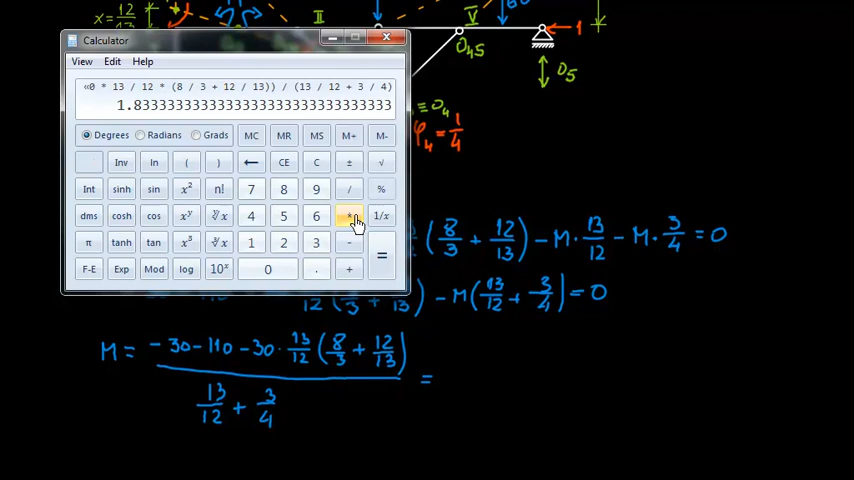 x = 12/13
II
V
60
1
0₄₅
0₅
≡ 0₄
φ₄ = 1/4
Calculator
View Edit Help
«0 * 13 / 12 * (8 / 3 + 12 / 13)) / (13 / 12 + 3 / 4)
1.8333333333333333333333333333333
Degrees Radians Grads MC MR MS M+ M-
Inv ln ( ) ← CE C ± √
Int sinh sin x² n! 7 8 9 / %
dms cosh cos xʸ ʸ√x 4 5 6 * 1/x
π tanh tan x³ ³√x 1 2 3 - =
F-E Exp Mod log 10ˣ 0 . +
(8/3 + 12/13) - M · 13/12 - M · 3/4 = 0
12 (3 + 13) - M (13/12 + 3/4) = 0
M = (-30 - 110 - 30 · 13/12 (8/3 + 12/13)) / (13/12 + 3/4) =